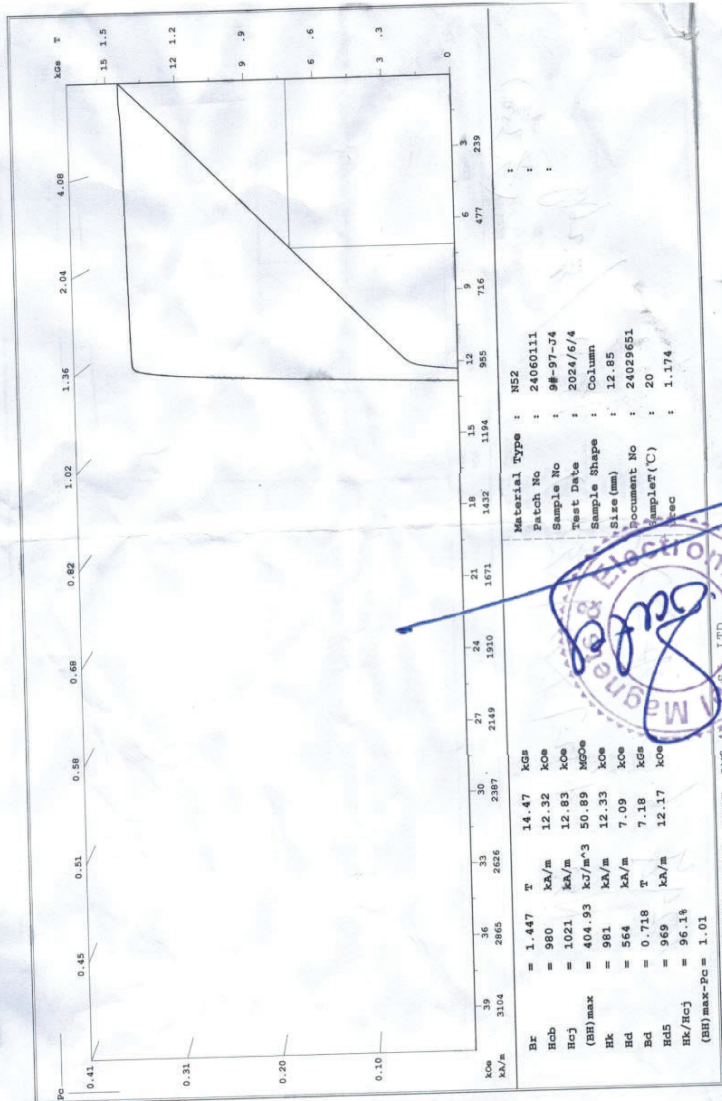 Pc
0.41
0.45
0.51
0.58
0.68
0.82
1.02
1.36
2.04
4.08
kGs T
15 1.5
12 1.2
9 .9
6 .6
3 .3
0
0.31
0.20
0.10
kOe 39 36 33 30 27 24 21 18 15 12 9 6 3
kA/m 3104 2865 2626 2387 2149 1910 1671 1432 1194 955 716 477 239
Br = 1.447 T 14.47 kGs
Hcb = 980 kA/m 12.32 kOe
Hcj = 1021 kA/m 12.83 kOe
(BH)max = 404.93 kJ/m^3 50.89 MGOe
Hk = 981 kA/m 12.33 kOe
Hd = 564 kA/m 7.09 kOe
Bd = 0.718 T 7.18 kGs
Hd5 = 969 kA/m 12.17 kOe
Hk/Hcj = 96.1%
(BH)max-Pc = 1.01
Material Type : N52 :
Patch No : 24060111 :
Sample No : 9#-97-J4 :
Test Date : 2024/6/4
Sample Shape : Column
Size(mm) : 12.85
Document No : 24029651
SampleT(℃) : 20
: 1.174
M Magnets & Electron
LTD